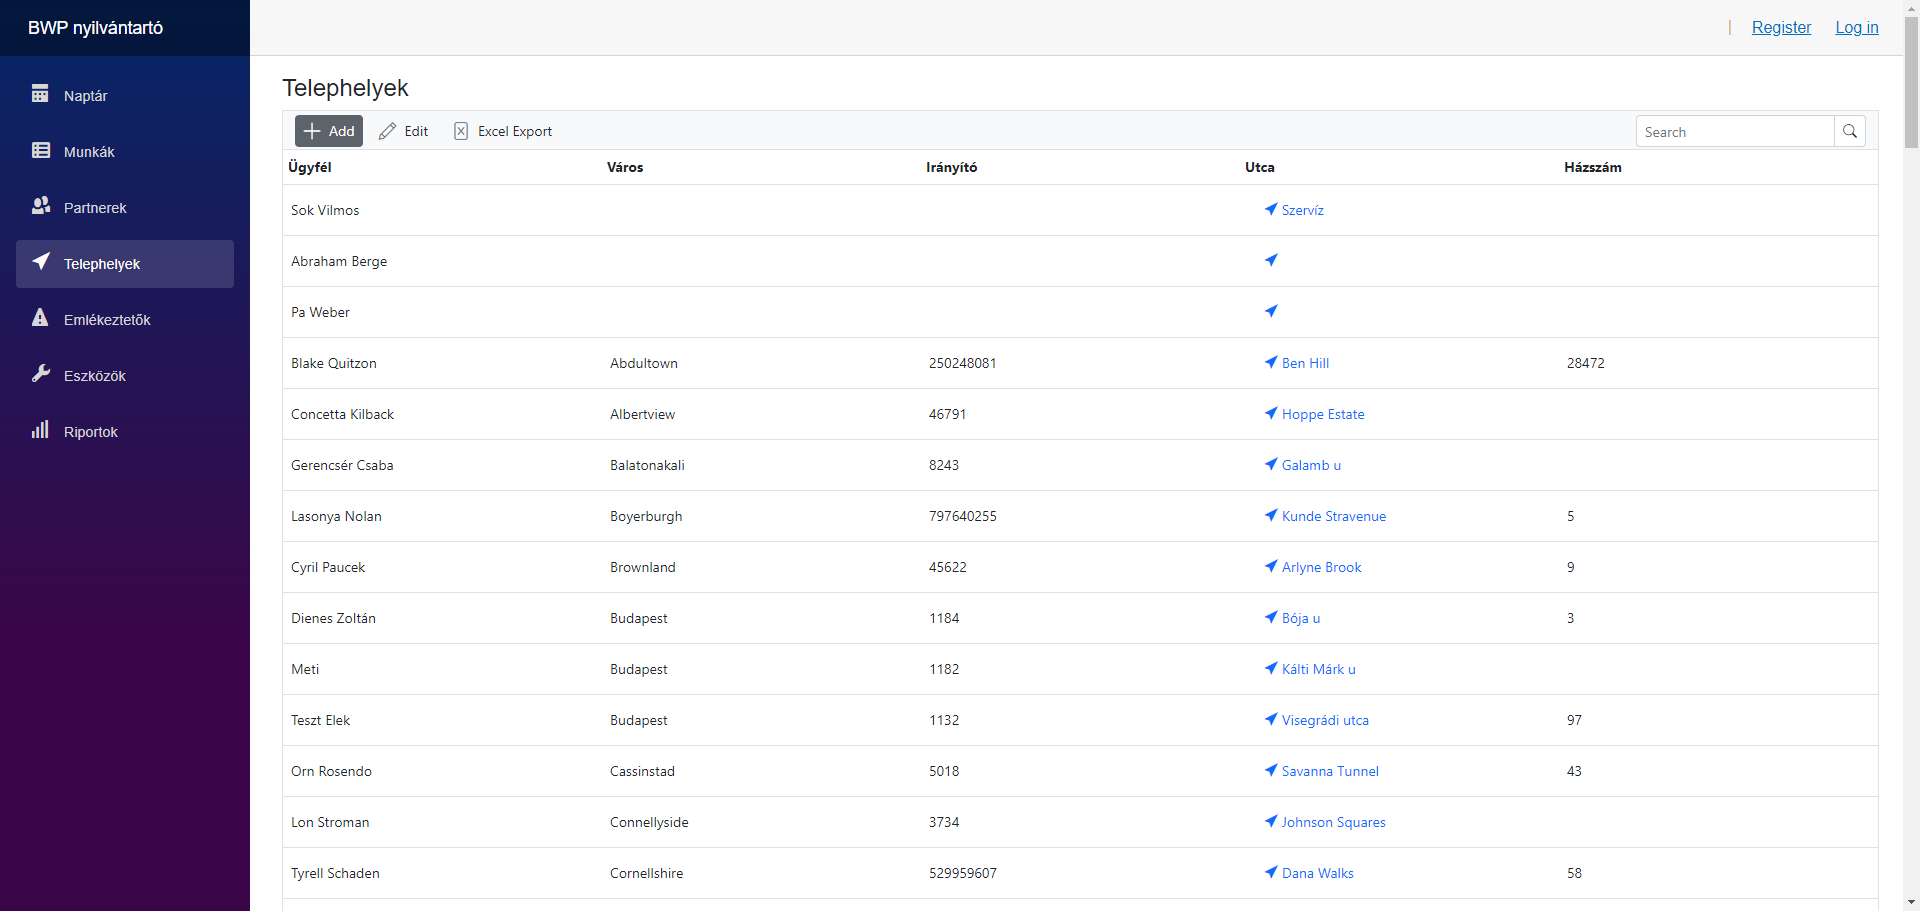 BWP nyilvántartó
Register Log in
Naptár
Munkák
Partnerek
Telephelyek
Emlékeztetők
Eszközök
Riportok
Telephelyek
Add Edit Excel Export Search
Ügyfél Város Irányító Utca Házszám
Sok Vilmos Szervíz
Abraham Berge
Pa Weber
Blake Quitzon Abdultown 250248081 Ben Hill 28472
Concetta Kilback Albertview 46791 Hoppe Estate
Gerencsér Csaba Balatonakali 8243 Galamb u
Lasonya Nolan Boyerburgh 797640255 Kunde Stravenue 5
Cyril Paucek Brownland 45622 Arlyne Brook 9
Dienes Zoltán Budapest 1184 Bója u 3
Meti Budapest 1182 Kálti Márk u
Teszt Elek Budapest 1132 Visegrádi utca 97
Orn Rosendo Cassinstad 5018 Savanna Tunnel 43
Lon Stroman Connellyside 3734 Johnson Squares
Tyrell Schaden Cornellshire 529959607 Dana Walks 58